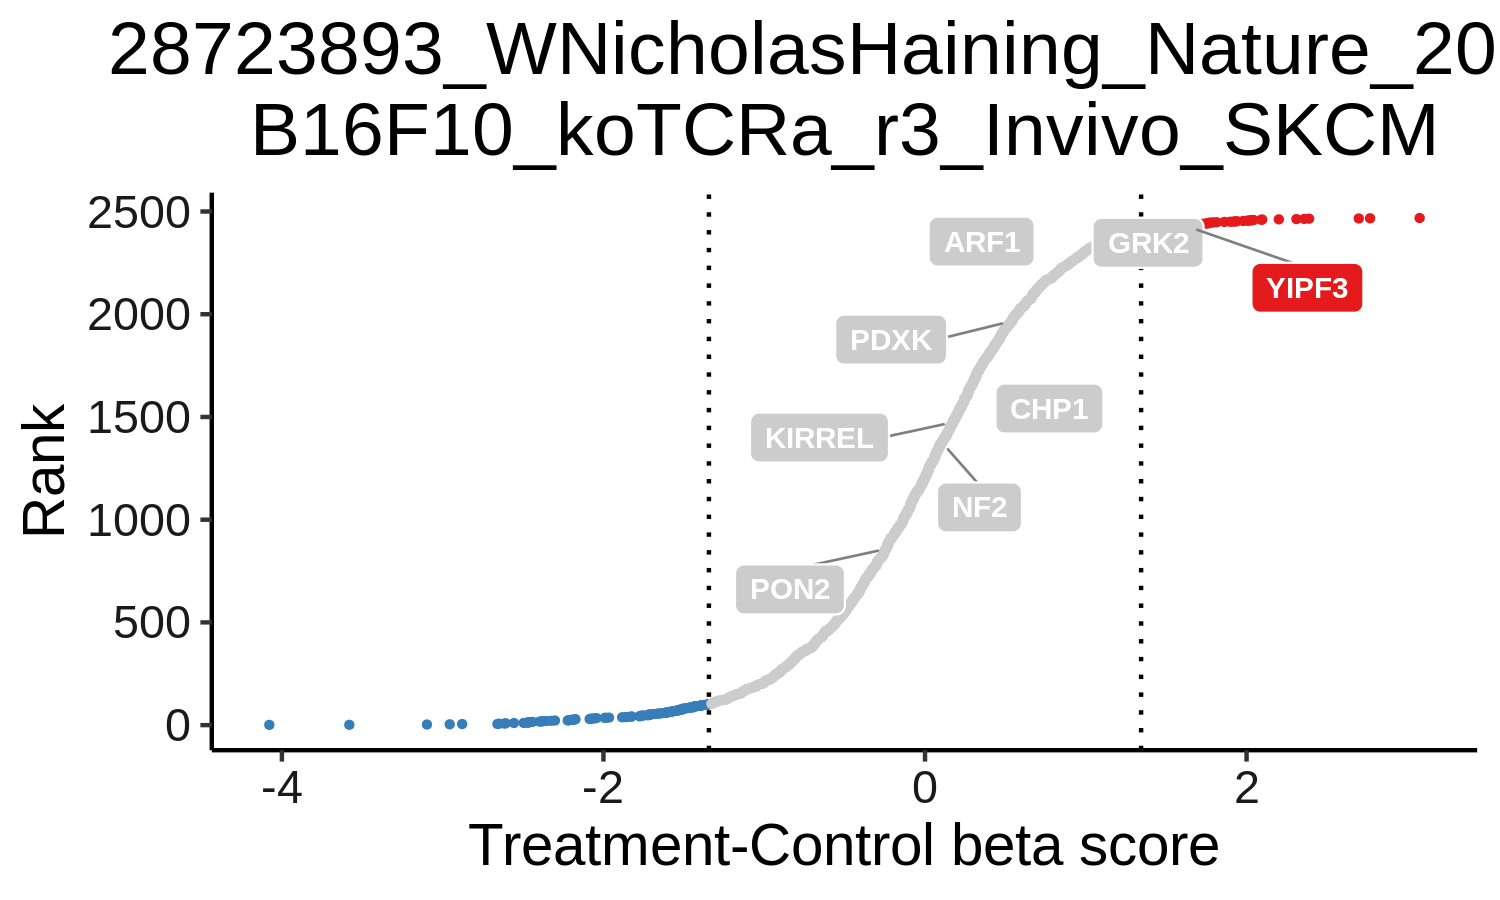 28723893_WNicholasHaining_Nature_20
B16F10_koTCRa_r3_Invivo_SKCM
2500
2000
1500
1000
500
0
Rank
ARF1
GRK2
YIPF3
PDXK
CHP1
KIRREL
NF2
PON2
-4
-2
0
2
Treatment-Control beta score